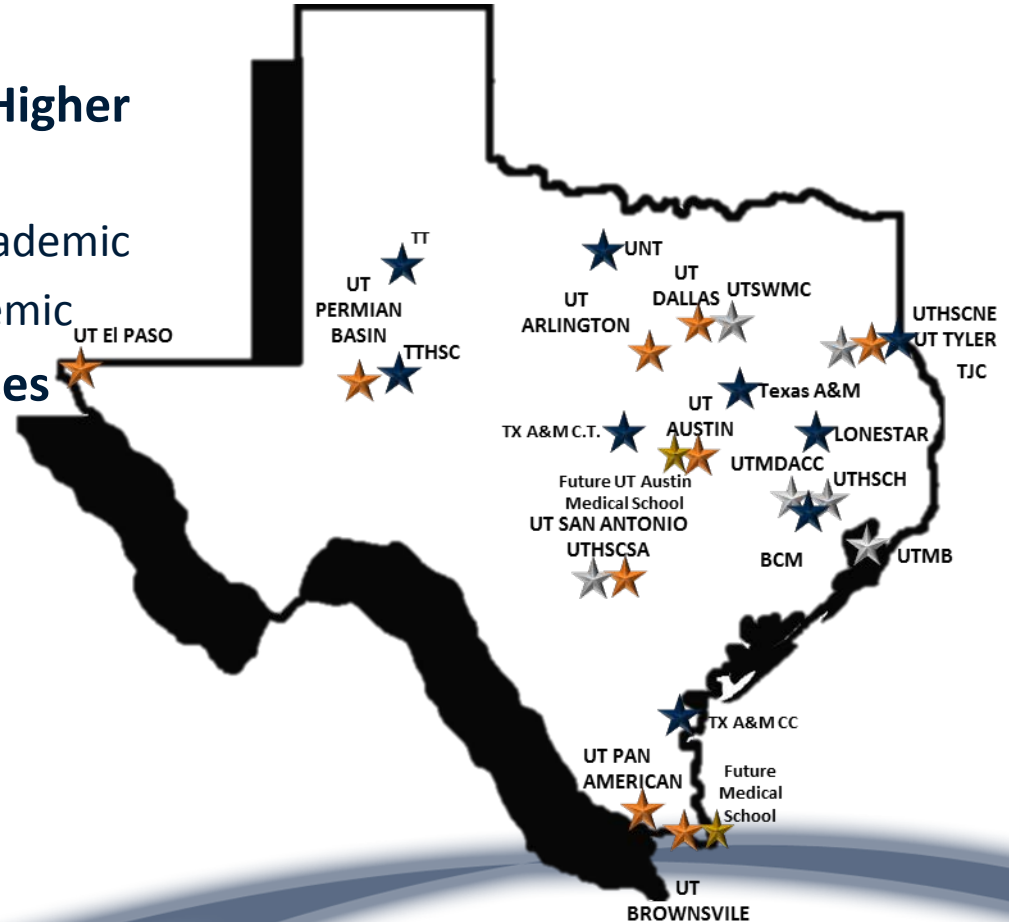 Higher
ademic
emic
es
TT
UNT
UT
PERMIAN
BASIN
UT
DALLAS
UTSWMC
UT
ARLINGTON
UTHSCNE
UT TYLER
TJC
UT El PASO
TTHSC
Texas A&M
UT
AUSTIN
TX A&M C.T.
LONESTAR
UTMDACC
UTHSCH
Future UT Austin
Medical School
UT SAN ANTONIO
UTHSCSA
BCM
UTMB
TX A&M CC
UT PAN
AMERICAN
Future
Medical
School
UT
BROWNSVILE